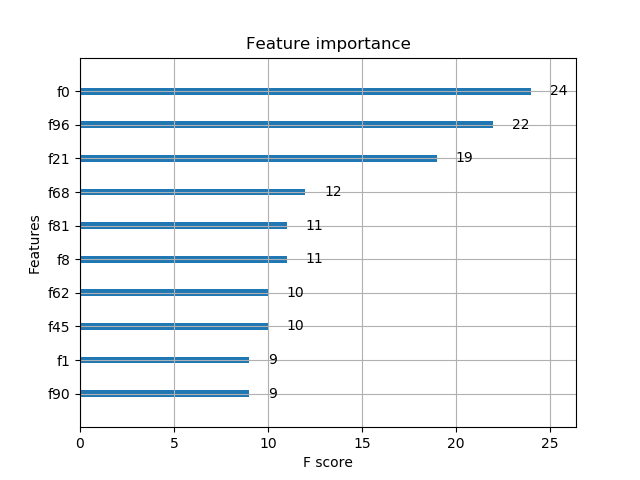 Feature importance
Features
f0 24
f96 22
f21 19
f68 12
f81 11
f8 11
f62 10
f45 10
f1 9
f90 9
0 5 10 15 20 25
F score